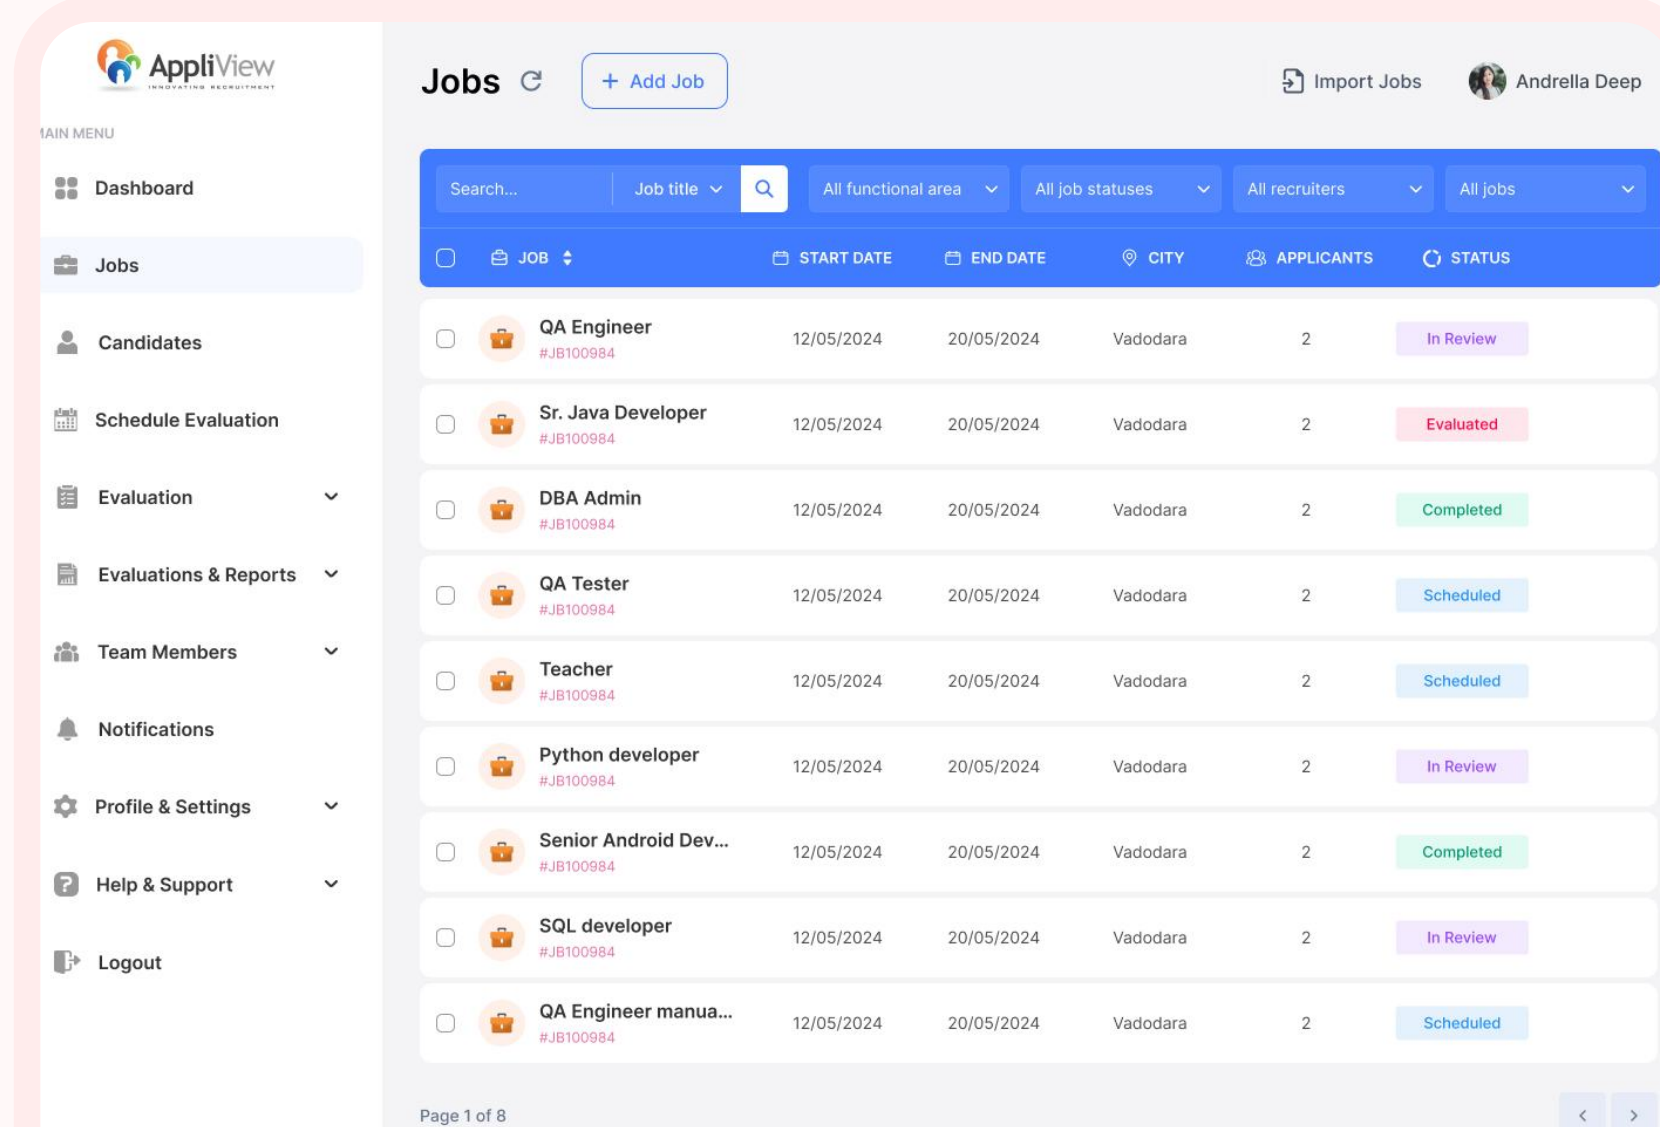 AppliView
INNOVATING RECRUITMENT
MAIN MENU
Dashboard
Jobs
Candidates
Schedule Evaluation
Evaluation
Evaluations & Reports
Team Members
Notifications
Profile & Settings
Help & Support
Logout
Jobs
+ Add Job
Import Jobs
Andrella Deep
Search... Job title All functional area All job statuses All recruiters All jobs
JOB START DATE END DATE CITY APPLICANTS STATUS
QA Engineer
#JB100984
12/05/2024 20/05/2024 Vadodara 2 In Review
Sr. Java Developer
#JB100984
12/05/2024 20/05/2024 Vadodara 2 Evaluated
DBA Admin
#JB100984
12/05/2024 20/05/2024 Vadodara 2 Completed
QA Tester
#JB100984
12/05/2024 20/05/2024 Vadodara 2 Scheduled
Teacher
#JB100984
12/05/2024 20/05/2024 Vadodara 2 Scheduled
Python developer
#JB100984
12/05/2024 20/05/2024 Vadodara 2 In Review
Senior Android Dev...
#JB100984
12/05/2024 20/05/2024 Vadodara 2 Completed
SQL developer
#JB100984
12/05/2024 20/05/2024 Vadodara 2 In Review
QA Engineer manua...
#JB100984
12/05/2024 20/05/2024 Vadodara 2 Scheduled
Page 1 of 8